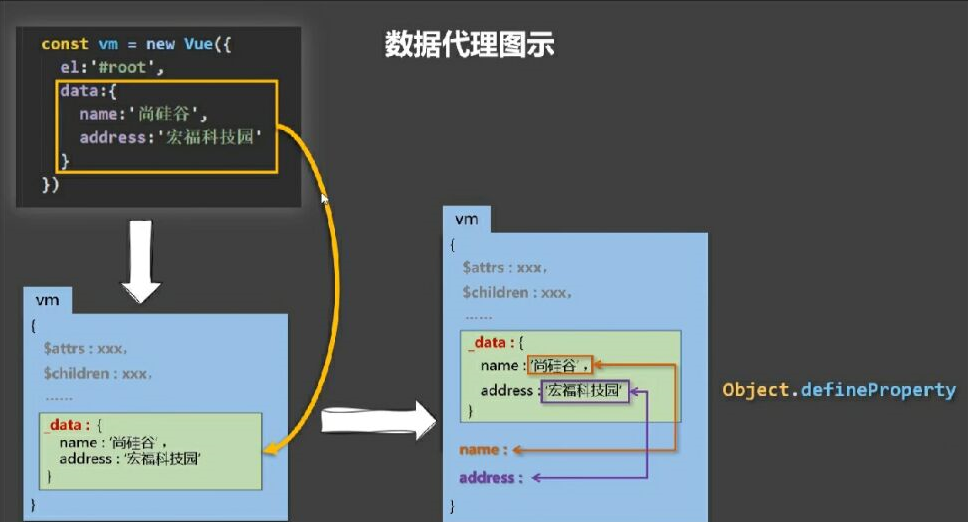 数据代理图示
const vm = new Vue({
el:'#root',
data:{
name:'尚硅谷',
address:'宏福科技园'
}
})
vm
{
$attrs : xxx,
$children : xxx,
......
_data : {
name : '尚硅谷' ,
address : '宏福科技园'
}
}
vm
{
$attrs : xxx,
$children : xxx,
......
_data : {
name : '尚硅谷' ,
address : '宏福科技园'
}
name :
address :
}
Object.defineProperty